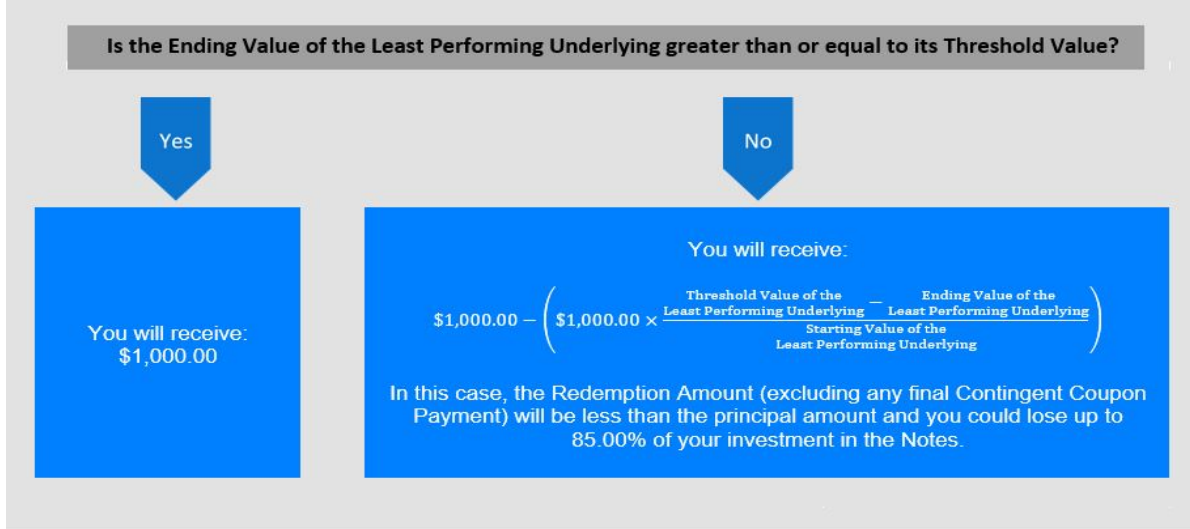 Is the Ending Value of the Least Performing Underlying greater than or equal to its Threshold Value?
Yes
No
You will receive:
$1,000.00
You will receive:
$1,000.00 − ($1,000.00 × (Threshold Value of the Least Performing Underlying − Ending Value of the Least Performing Underlying) / Starting Value of the Least Performing Underlying)
In this case, the Redemption Amount (excluding any final Contingent Coupon
Payment) will be less than the principal amount and you could lose up to
85.00% of your investment in the Notes.